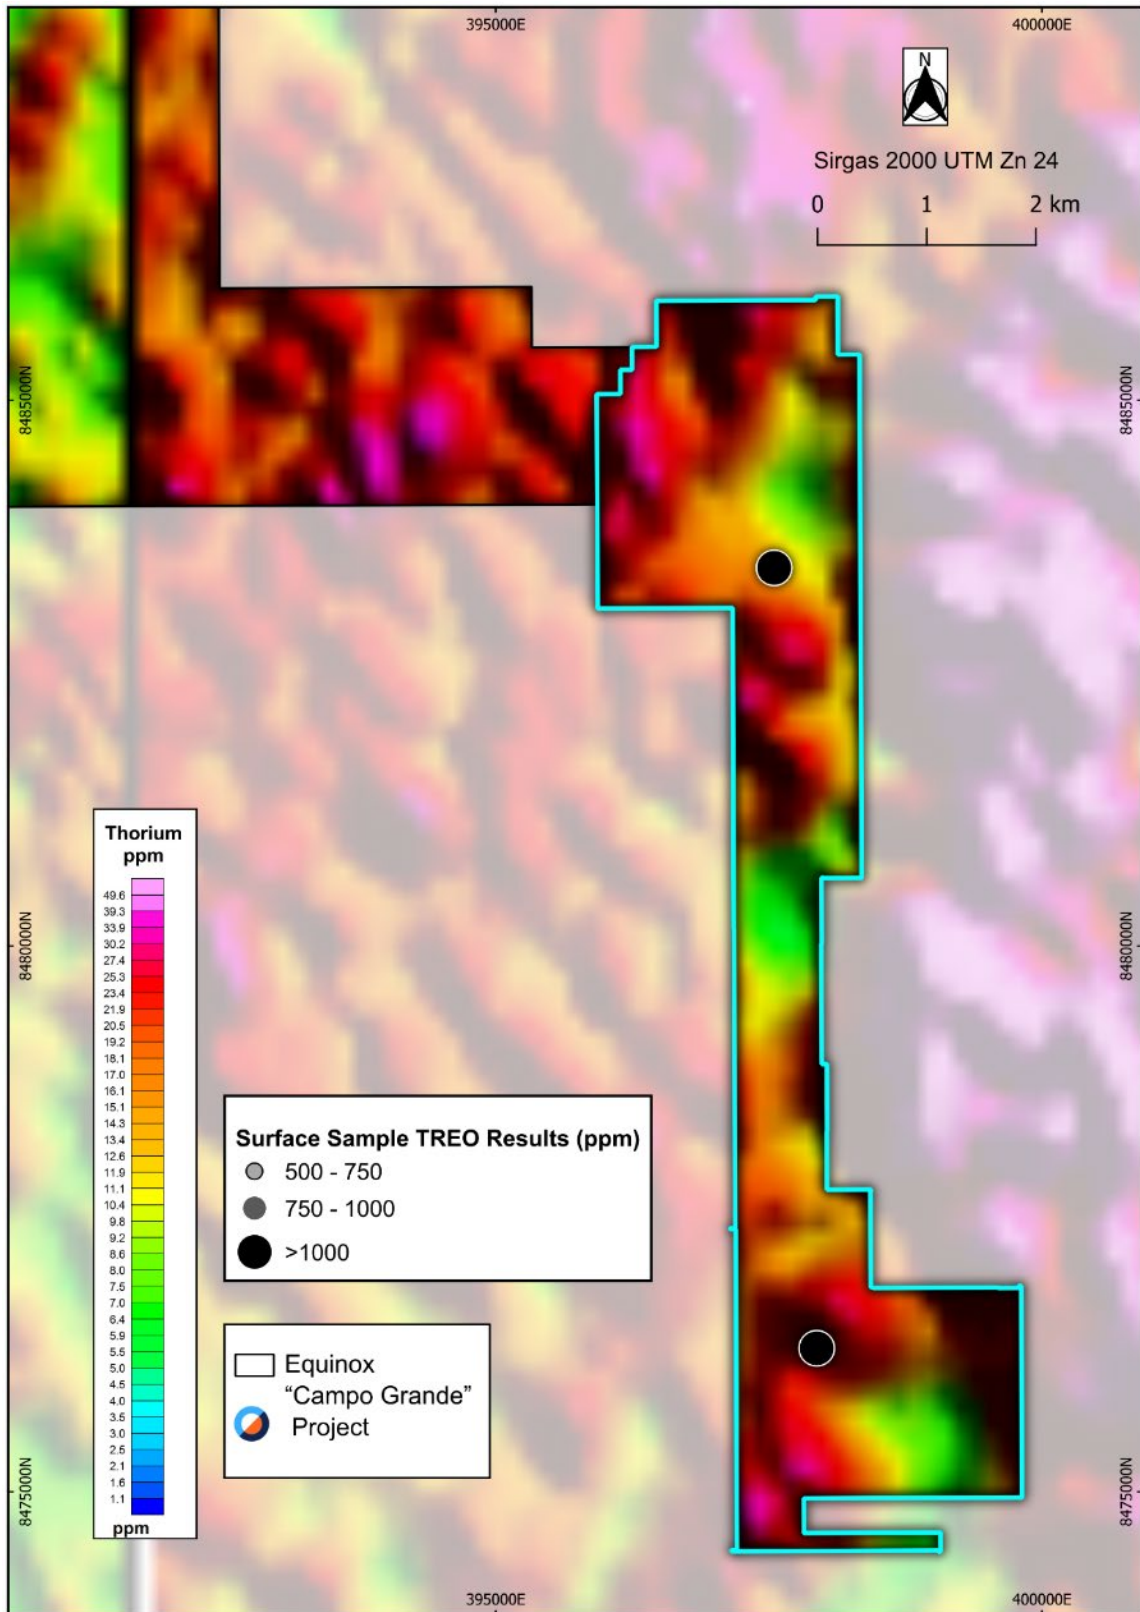 395000E
400000E
N
Sirgas 2000 UTM Zn 24
0 1 2 km
8485000N
8485000N
Thorium
ppm
49.6
39.3
33.9
30.2
27.4
25.3
23.4
21.9
20.5
19.2
18.1
17.0
16.1
15.1
14.3
13.4
12.6
11.9
11.1
10.4
9.8
9.2
8.6
8.0
7.5
7.0
6.4
5.9
5.5
5.0
4.5
4.0
3.5
3.0
2.5
2.1
1.6
1.1
ppm
8480000N
8480000N
Surface Sample TREO Results (ppm)
500 - 750
750 - 1000
>1000
Equinox
“Campo Grande”
Project
8475000N
8475000N
395000E
400000E